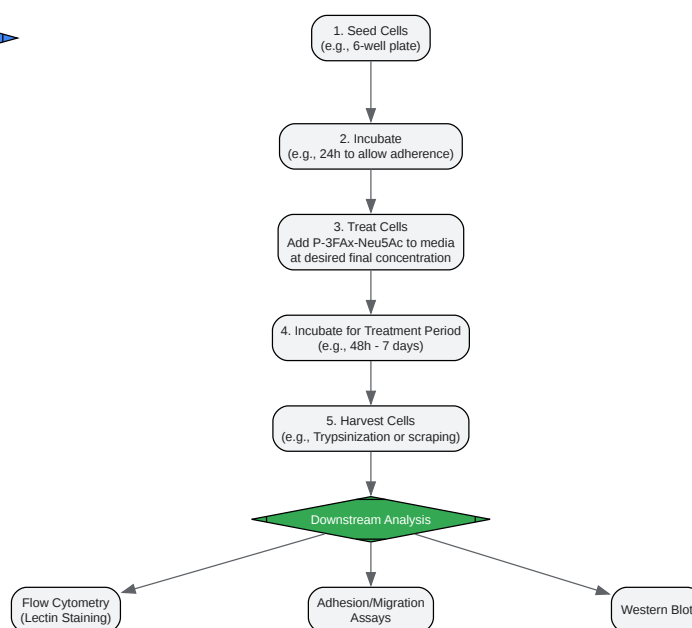 1. Seed Cells
(e.g., 6-well plate)
2. Incubate
(e.g., 24h to allow adherence)
3. Treat Cells
Add P-3FAx-Neu5Ac to media
at desired final concentration
4. Incubate for Treatment Period
(e.g., 48h - 7 days)
5. Harvest Cells
(e.g., Trypsinization or scraping)
Downstream Analysis
Flow Cytometry
(Lectin Staining)
Adhesion/Migration
Assays
Western Blot